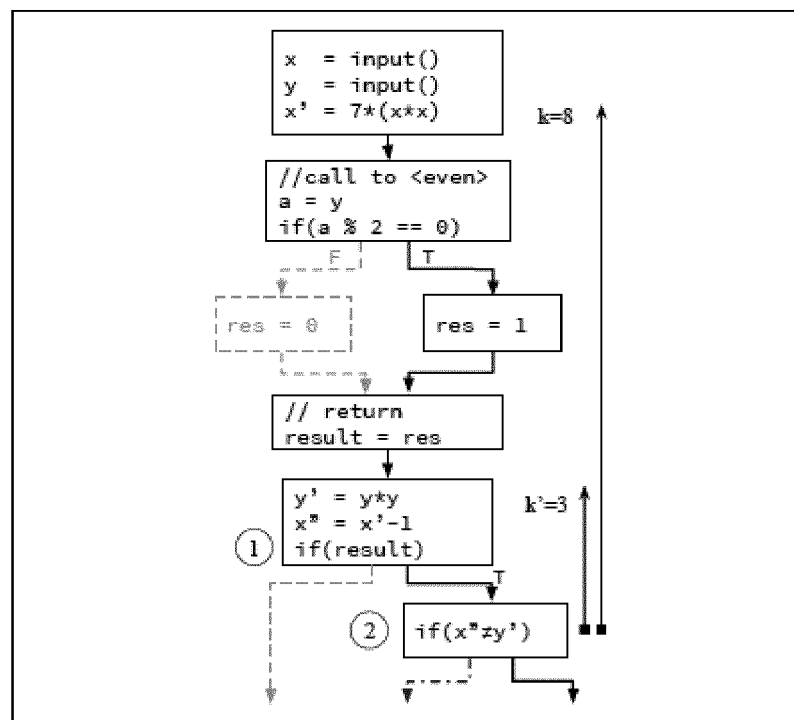 x = input()
y = input()
x' = 7*(x*x)
k=8
//call to <even>
a = y
if(a % 2 == 0)
F
T
res = 0
res = 1
// return
result = res
y' = y*y
x" = x'-1
if(result)
1
k'=3
T
2
if(x"≠y')